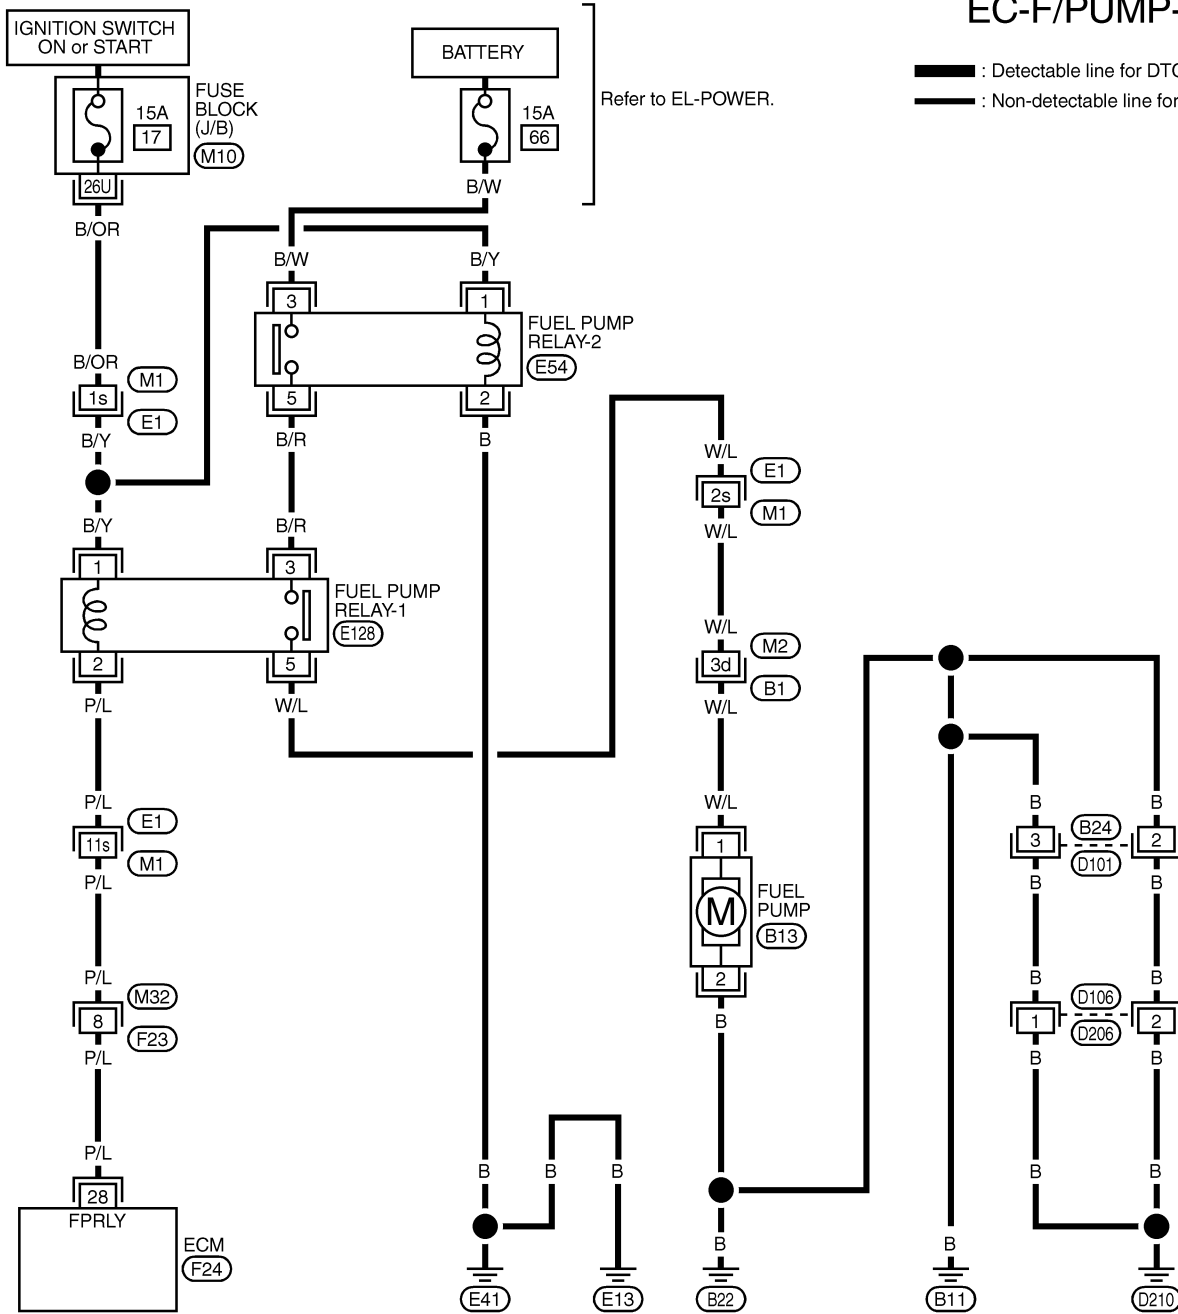 EC-F/PUMP-
IGNITION SWITCH
ON or START
BATTERY
: Detectable line for DTC
: Non-detectable line for
Refer to EL-POWER.
FUSE
BLOCK
(J/B)
M10
15A
17
15A
66
26U
B/W
B/OR
B/W
B/Y
3
1
FUEL PUMP
RELAY-2
E54
B/OR
M1
1s
E1
5
2
B/Y
B/R
B
W/L
E1
2s
M1
W/L
B/Y
B/R
1
3
FUEL PUMP
RELAY-1
E128
2
5
W/L
M2
3d
B1
W/L
P/L
W/L
P/L
E1
11s
M1
P/L
W/L
1
M
FUEL
PUMP
B13
2
B
B
B
3
B24
D101
2
B
B
P/L
M32
8
F23
P/L
B
B
1
D106
D206
2
B
B
P/L
28
FPRLY
ECM
F24
B
B
B
B
B
B
B
E41
E13
B22
B11
D210